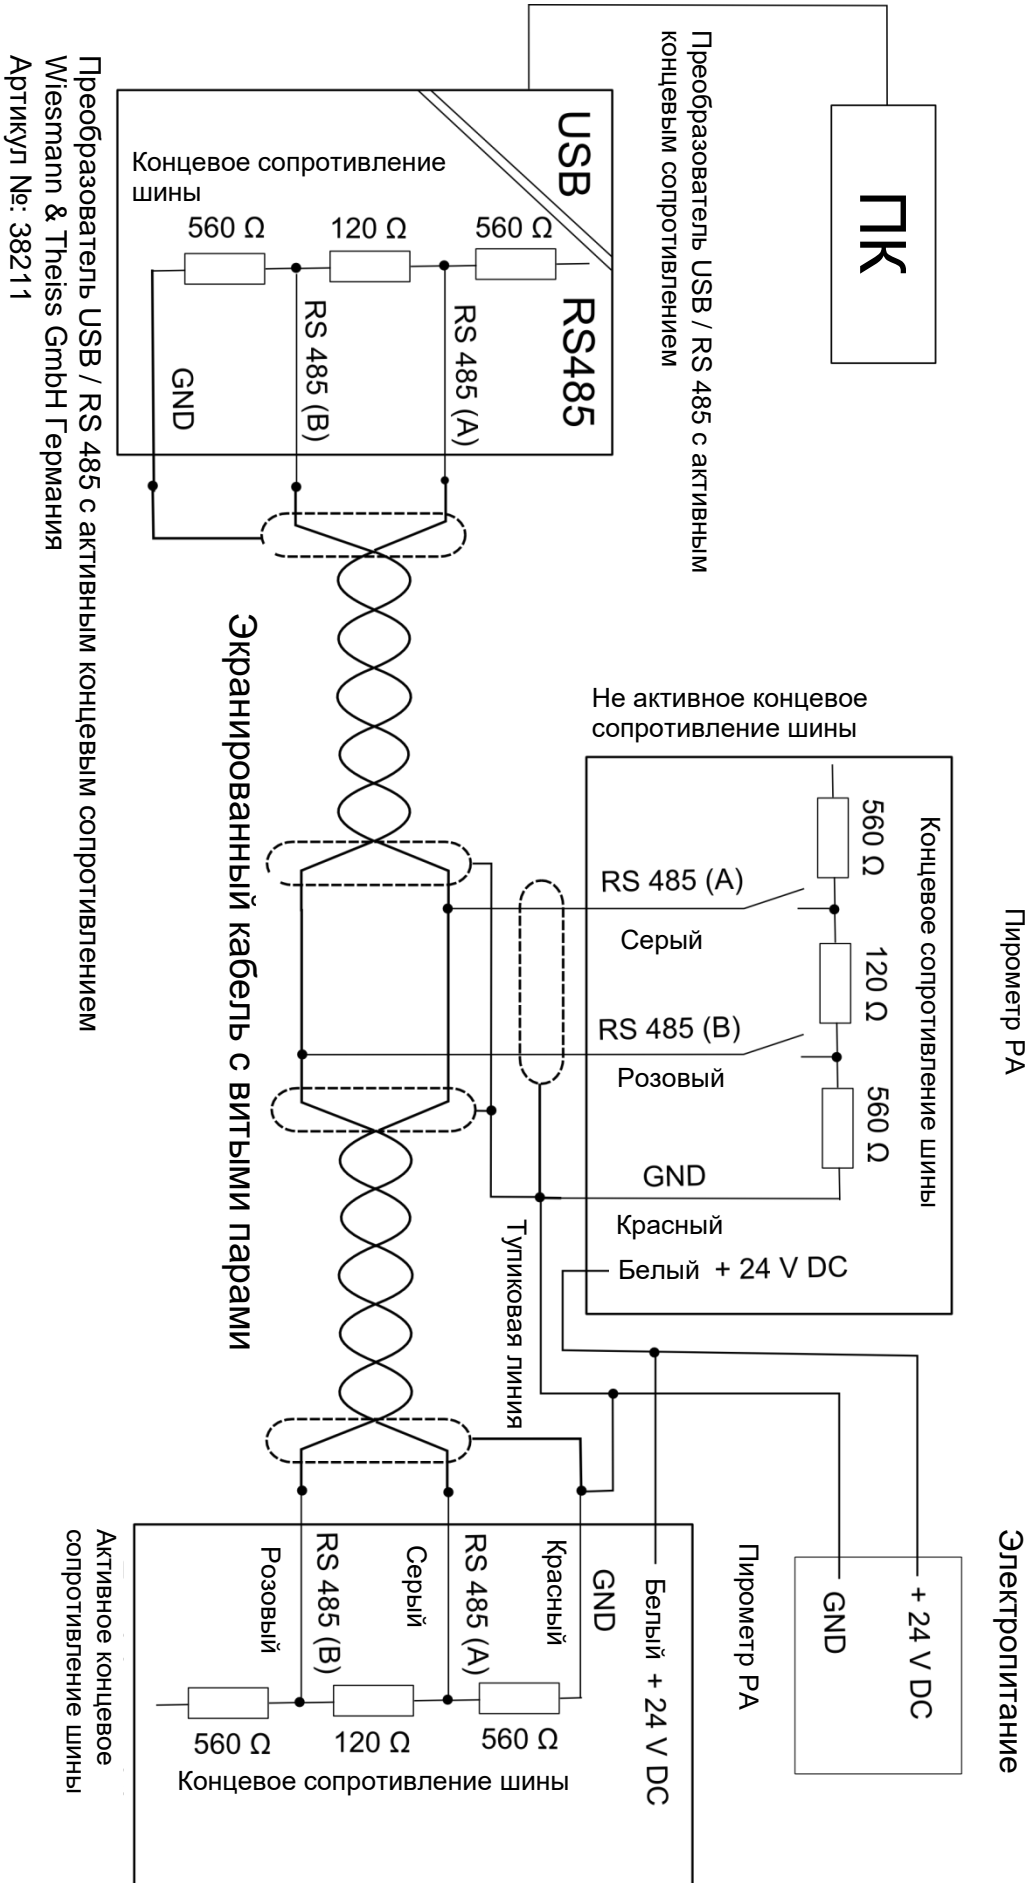 ПК
Преобразователь USB / RS 485 с активным
концевым сопротивлением
USB
RS485
Концевое сопротивление
шины
560 Ω
120 Ω
560 Ω
RS 485 (A)
RS 485 (B)
GND
Преобразователь USB / RS 485 с активным концевым сопротивлением
Wiesmann & Theiss GmbH Германия
Артикул №: 38211
Экранированный кабель с витыми парами
Не активное концевое
сопротивление шины
Пирометр PA
Концевое сопротивление шины
560 Ω
120 Ω
560 Ω
RS 485 (A)
Серый
RS 485 (B)
Розовый
GND
Красный
Белый + 24 V DC
Тупиковая линия
Электропитание
+ 24 V DC
GND
Пирометр PA
Белый + 24 V DC
GND
Красный
RS 485 (A)
Серый
RS 485 (B)
Розовый
560 Ω
120 Ω
560 Ω
Концевое сопротивление шины
Активное концевое
сопротивление шины